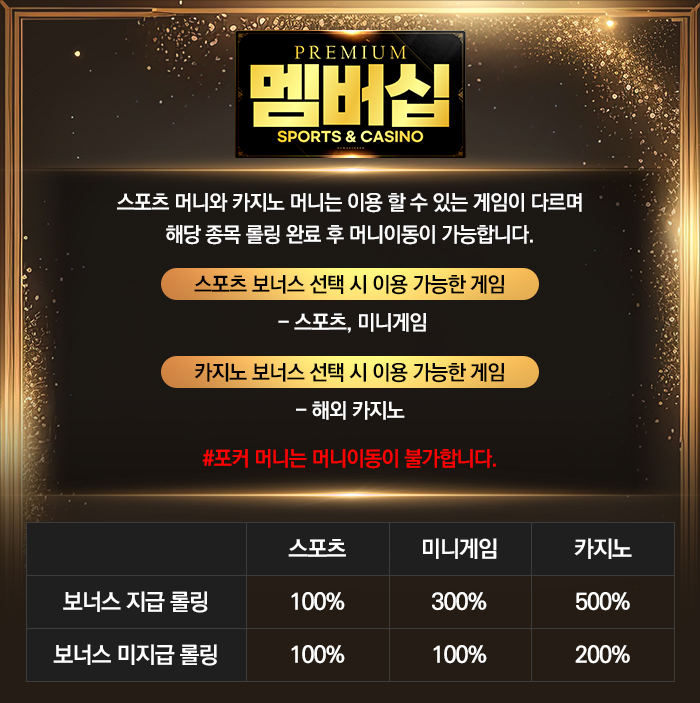 PREMIUM
멤버십
SPORTS & CASINO
스포츠 머니와 카지노 머니는 이용 할 수 있는 게임이 다르며
해당 종목 롤링 완료 후 머니이동이 가능합니다.
스포츠 보너스 선택 시 이용 가능한 게임
- 스포츠, 미니게임
카지노 보너스 선택 시 이용 가능한 게임
- 해외 카지노
#포커 머니는 머니이동이 불가합니다.
스포츠 미니게임 카지노
보너스 지급 롤링 100% 300% 500%
보너스 미지급 롤링 100% 100% 200%